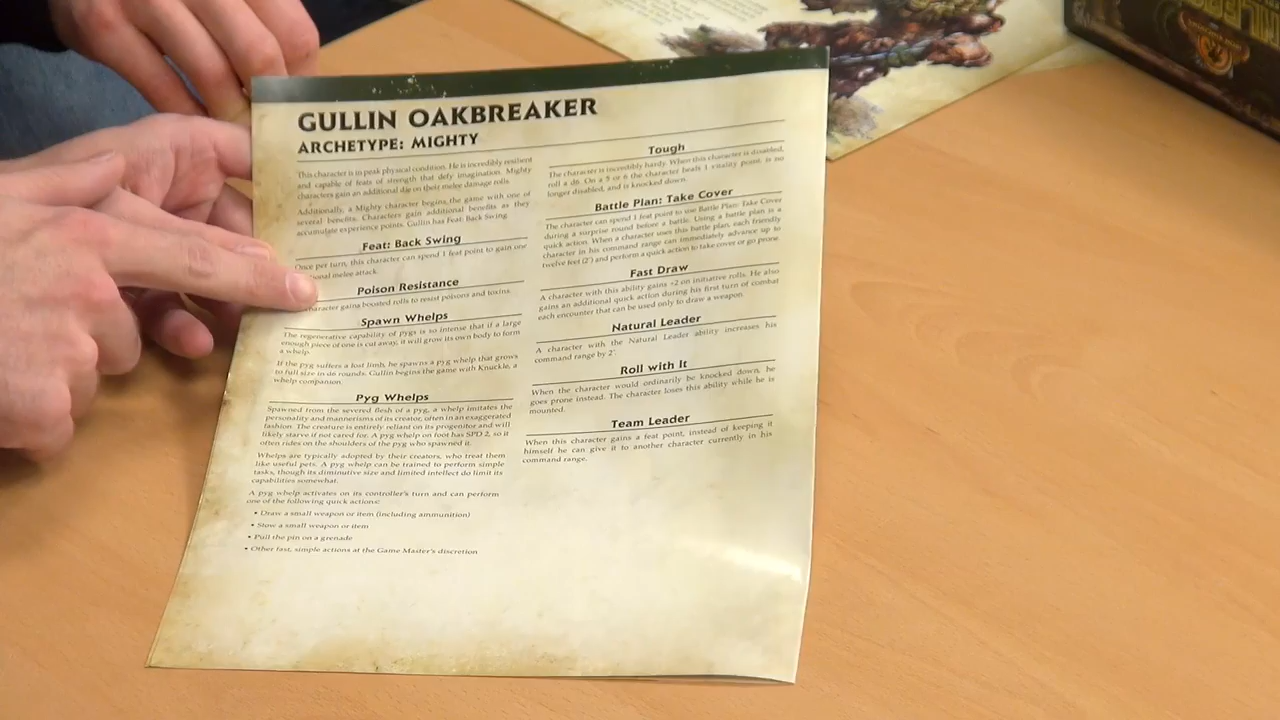 GULLIN OAKBREAKER
ARCHETYPE: MIGHTY
This character is in peak physical condition. He is incredibly resilient
and capable of feats of strength that defy imagination. Mighty
characters gain an additional die on their melee damage rolls.
Additionally, a Mighty character begins the game with one of
several benefits. Characters gain additional benefits as they
accumulate experience points. Gullin has Feat: Back Swing.
Feat: Back Swing
Once per turn, this character can spend 1 feat point to gain one
melee attack.
Poison Resistance
character gains boosted rolls to resist poisons and toxins.
Spawn Whelps
The regenerative capability of pygs is so intense that if a large
enough piece of one is cut away, it will grow its own body to form
a whelp.
If the pyg suffers a lost limb, he spawns a pyg whelp that grows
to full size in d6 rounds. Gullin begins the game with Knuckle, a
whelp companion.
Pyg Whelps
Spawned from the severed flesh of a pyg, a whelp imitates the
personality and mannerisms of its creator, often in an exaggerated
fashion. The creature is entirely reliant on its progenitor and will
likely starve if not cared for. A pyg whelp on foot has SPD 2, so it
often rides on the shoulders of the pyg who spawned it.
Whelps are typically adopted by their creators, who treat them
like useful pets. A pyg whelp can be trained to perform simple
tasks, though its diminutive size and limited intellect do limit its
capabilities somewhat.
A pyg whelp activates on its controller's turn and can perform
one of the following quick actions:
• Draw a small weapon or item (including ammunition)
• Stow a small weapon or item
• Pull the pin on a grenade
• Other fast, simple actions at the Game Master's discretion
Tough
The character is incredibly hardy. When this character is disabled,
roll a d6. On a 5 or 6 the character heals 1 vitality point, is no
longer disabled, and is knocked down.
Battle Plan: Take Cover
The character can spend 1 feat point to use Battle Plan: Take Cover
during a surprise round before a battle. Using a battle plan is a
quick action. When a character uses this battle plan, each friendly
character in his command range can immediately advance up to
twelve feet (2") and perform a quick action to take cover or go prone.
Fast Draw
A character with this ability gains +2 on initiative rolls. He also
gains an additional quick action during his first turn of combat
each encounter that can be used only to draw a weapon.
Natural Leader
A character with the Natural Leader ability increases his
command range by 2".
Roll with It
When the character would ordinarily be knocked down, he
goes prone instead. The character loses this ability while he is
mounted.
Team Leader
When this character gains a feat point, instead of keeping it
himself he can give it to another character currently in his
command range.